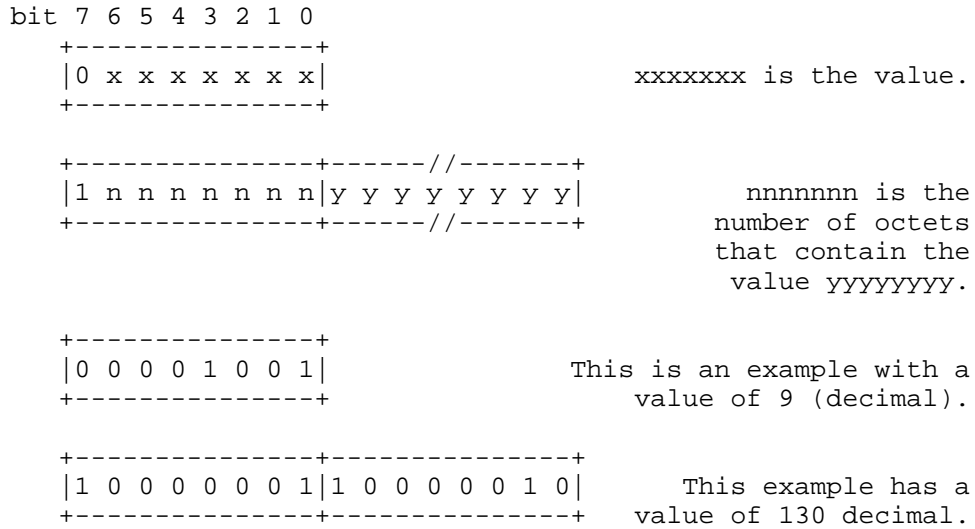 bit 7 6 5 4 3 2 1 0
   +---------------+
   |0 x x x x x x x|                   xxxxxxx is the value.
   +---------------+

   +---------------+------//-------+
   |1 n n n n n n n|y y y y y y y y|          nnnnnnn is the
   +---------------+------//-------+        number of octets
                                            that contain the
                                             value yyyyyyyy.

   +---------------+
   |0 0 0 0 1 0 0 1|               This is an example with a
   +---------------+                   value of 9 (decimal).

   +---------------+---------------+
   |1 0 0 0 0 0 0 1|1 0 0 0 0 0 1 0|      This example has a
   +---------------+---------------+   value of 130 decimal.